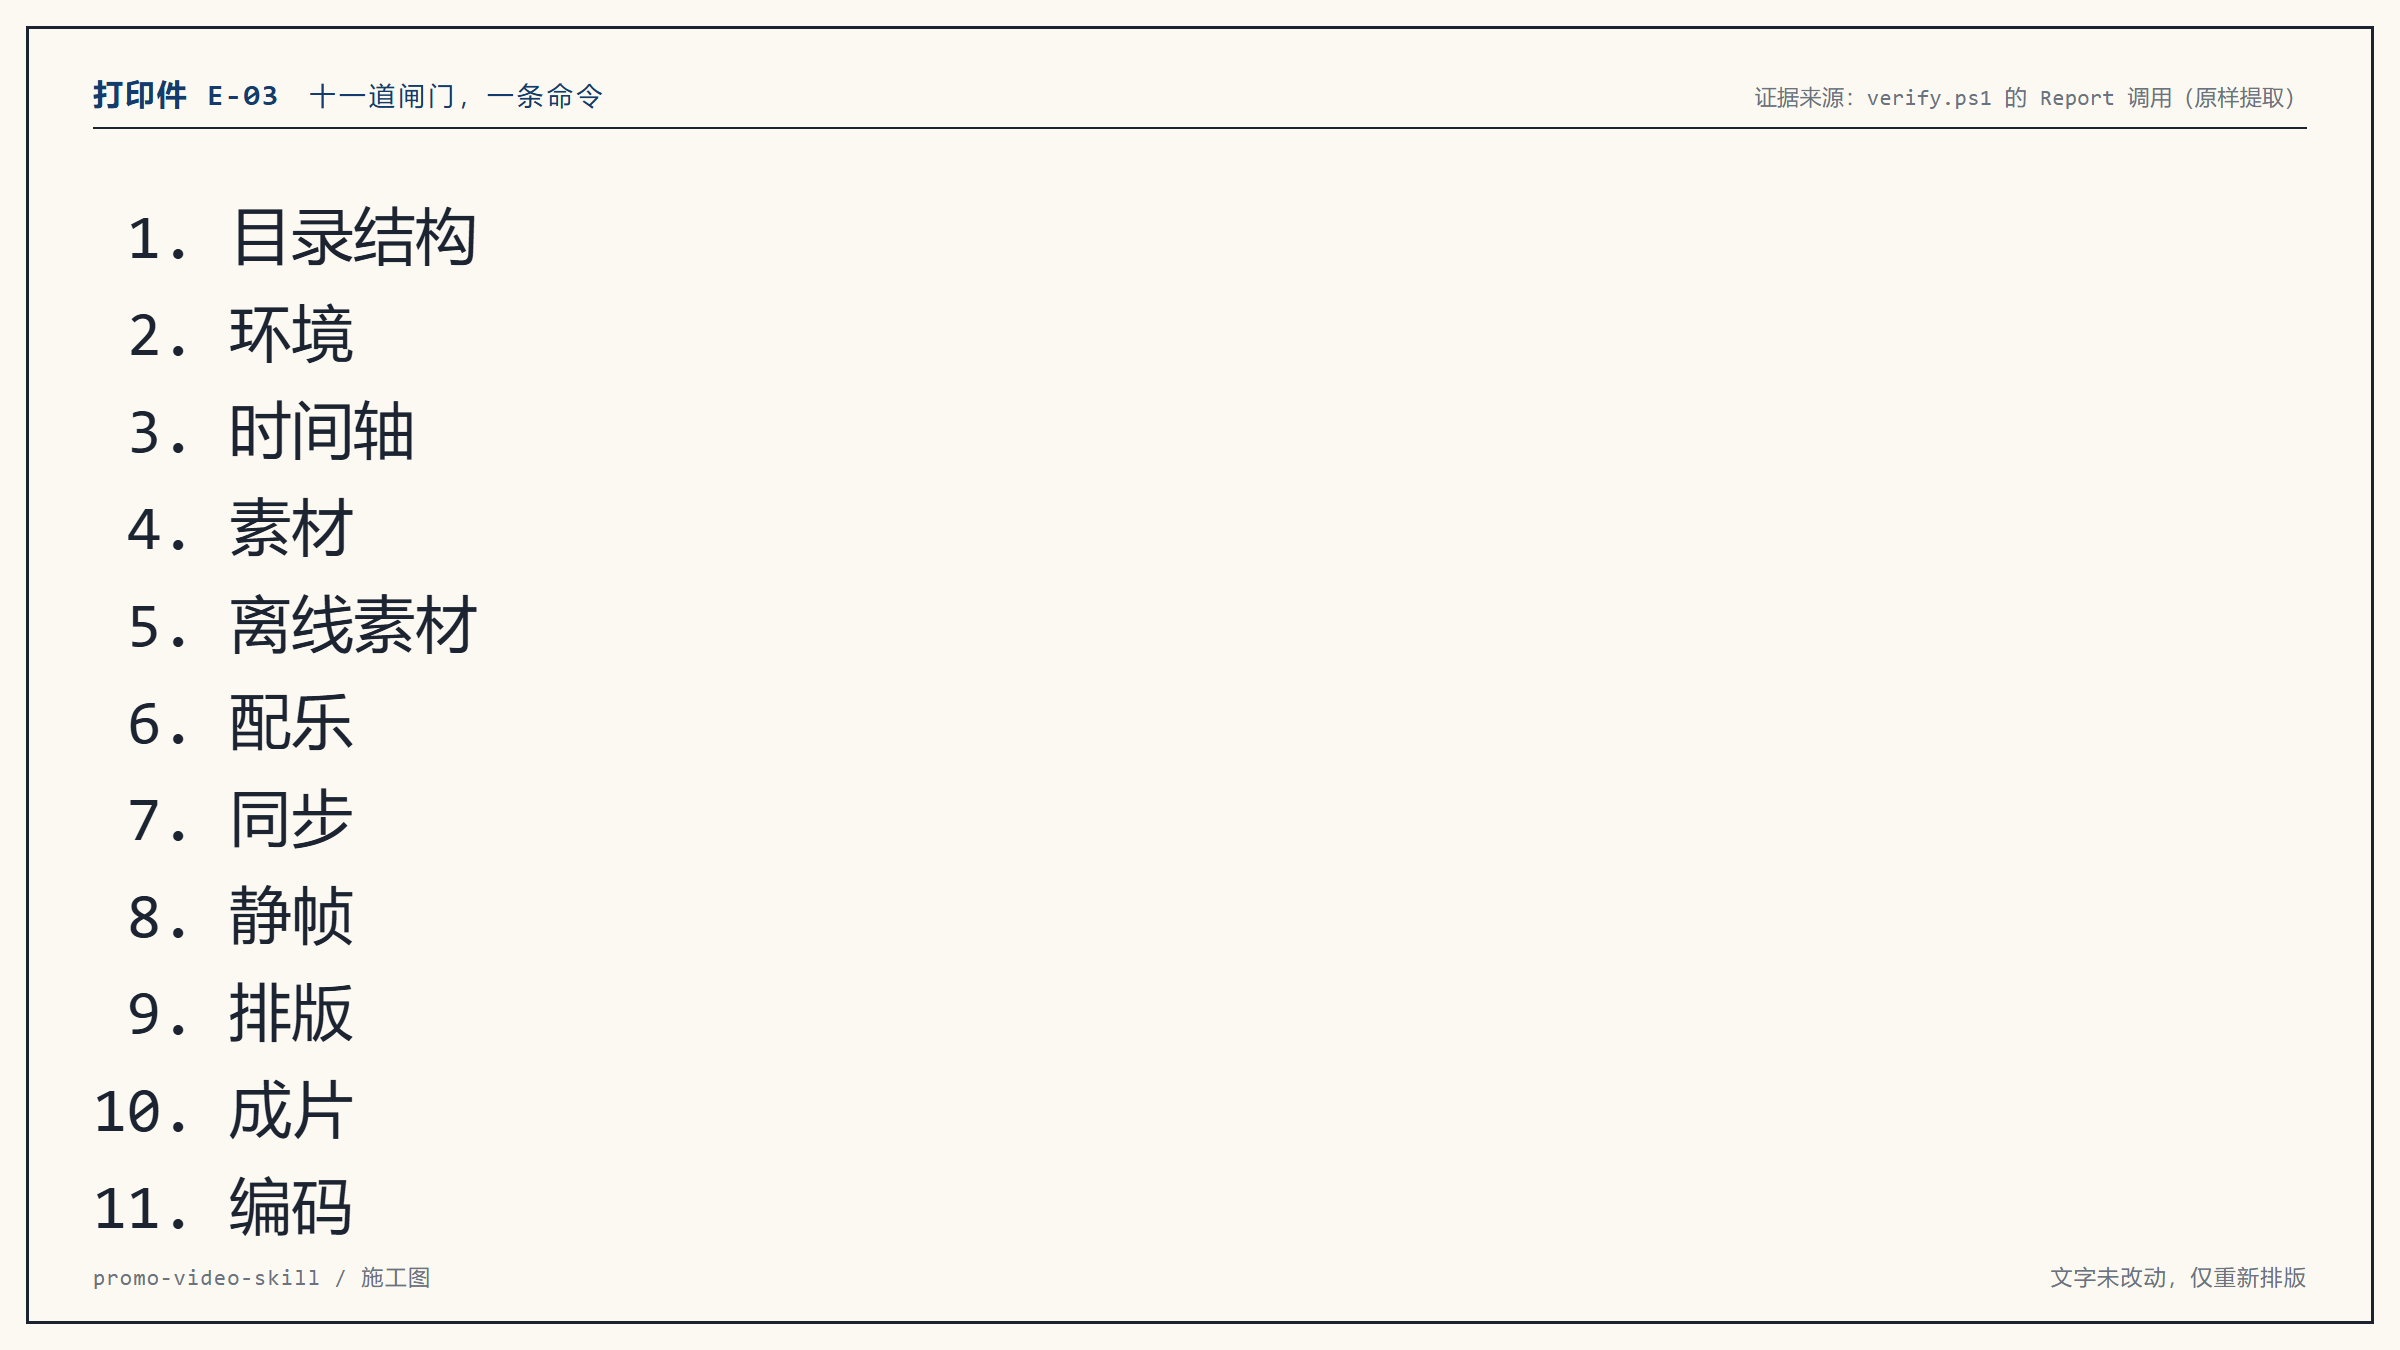 打印件 E-03 十一道闸门，一条命令
证据来源：verify.ps1 的 Report 调用（原样提取）
1. 目录结构
2. 环境
3. 时间轴
4. 素材
5. 离线素材
6. 配乐
7. 同步
8. 静帧
9. 排版
10. 成片
11. 编码
promo-video-skill / 施工图
文字未改动，仅重新排版